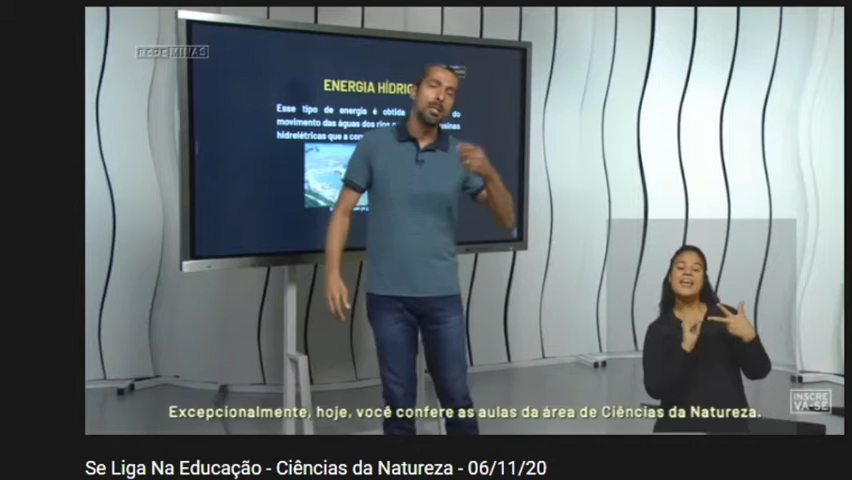 REDE MINAS
ENERGIA HÍDRIC
Esse tipo de energia é obtida do
movimento das águas dos rios
hidrelétricas que a
Excepcionalmente, hoje, você confere as aulas da área de Ciências da Natureza.
INSCRE
VA-SE
Se Liga Na Educação - Ciências da Natureza - 06/11/20